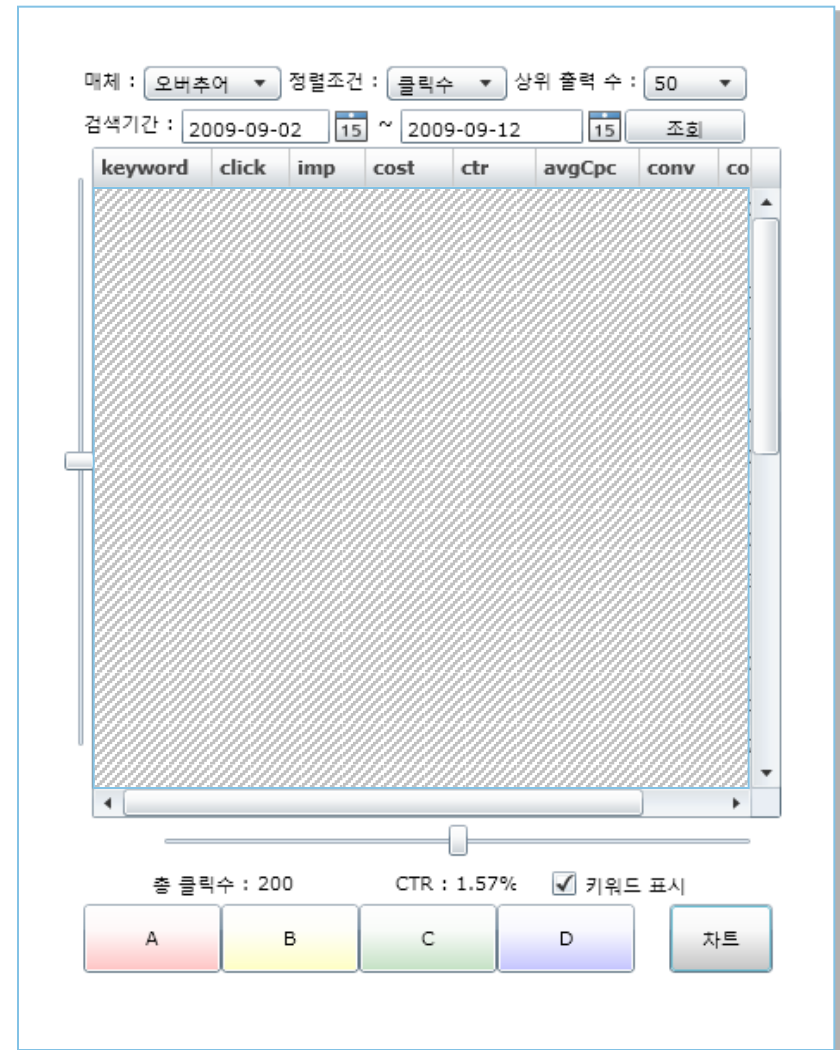 매체 : 오버추어 정렬조건 : 클릭수 상위 출력 수 : 50
검색기간 : 2009-09-02 15 ~ 2009-09-12 15 조회
keyword click imp cost ctr avgCpc conv co
총 클릭수 : 200 CTR : 1.57% 키워드 표시
A B C D 차트